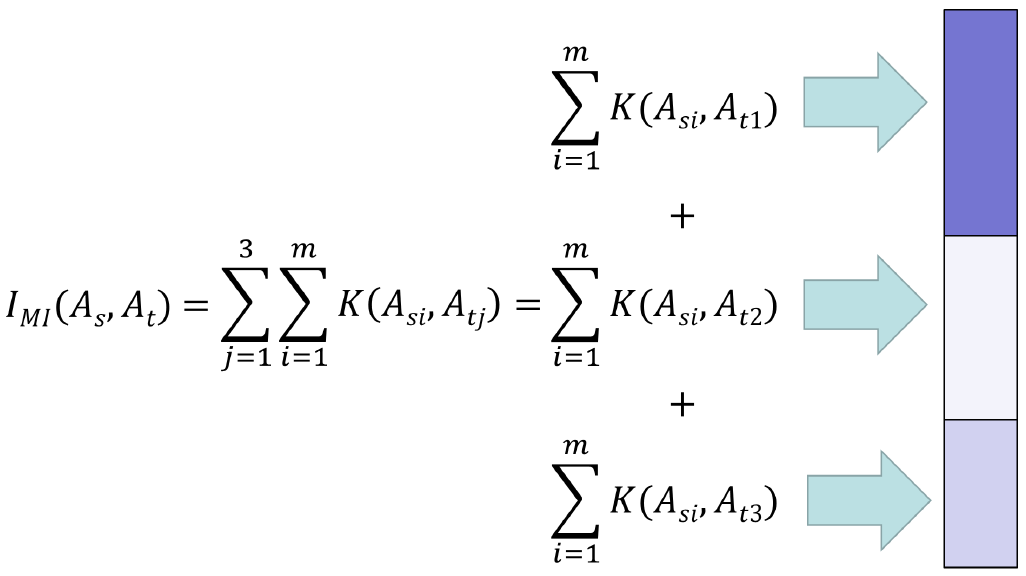 ∑_{i=1}^{m} K(A_{si}, A_{t1})
+
I_{MI}(A_s, A_t) = ∑_{j=1}^{3} ∑_{i=1}^{m} K(A_{si}, A_{tj}) = ∑_{i=1}^{m} K(A_{si}, A_{t2})
+
∑_{i=1}^{m} K(A_{si}, A_{t3})